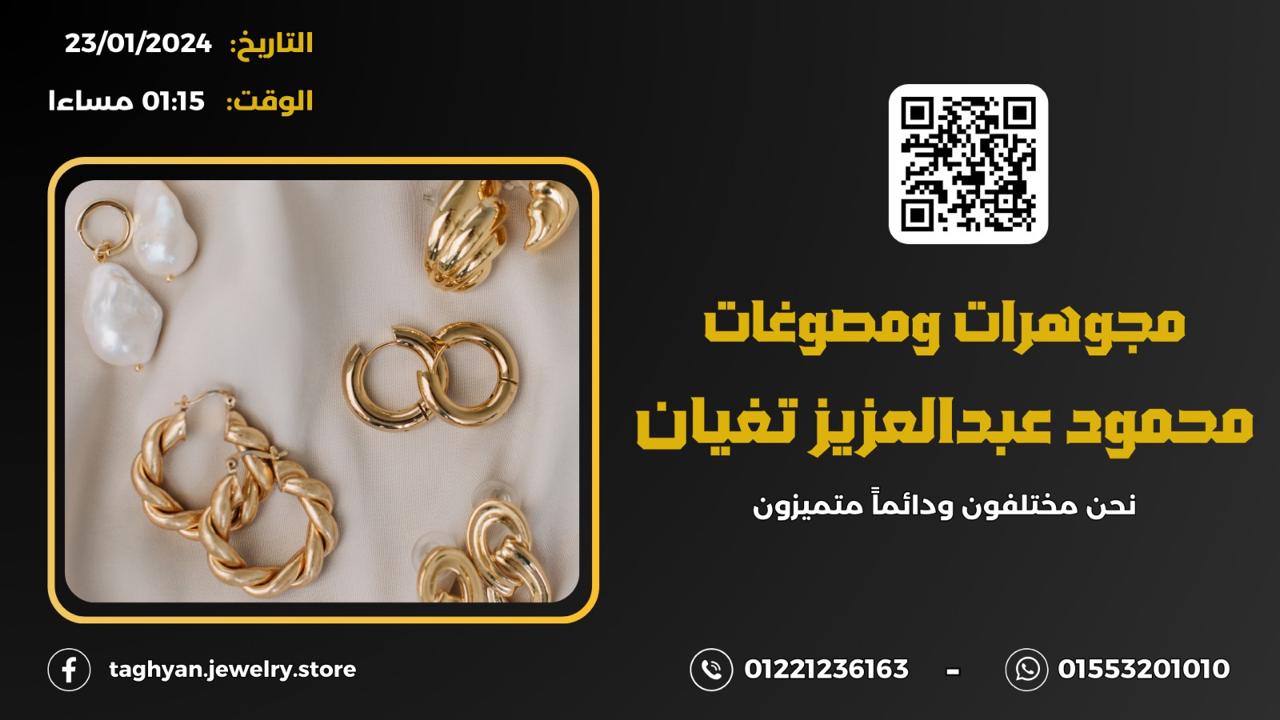 التاريخ: 23/01/2024
الوقت: 01:15 مساءا
مجوهرات ومصوغات
محمود عبدالعزيز تغيان
نحن مختلفون ودائماً متميزون
taghyan.jewelry.store
01221236163 - 01553201010